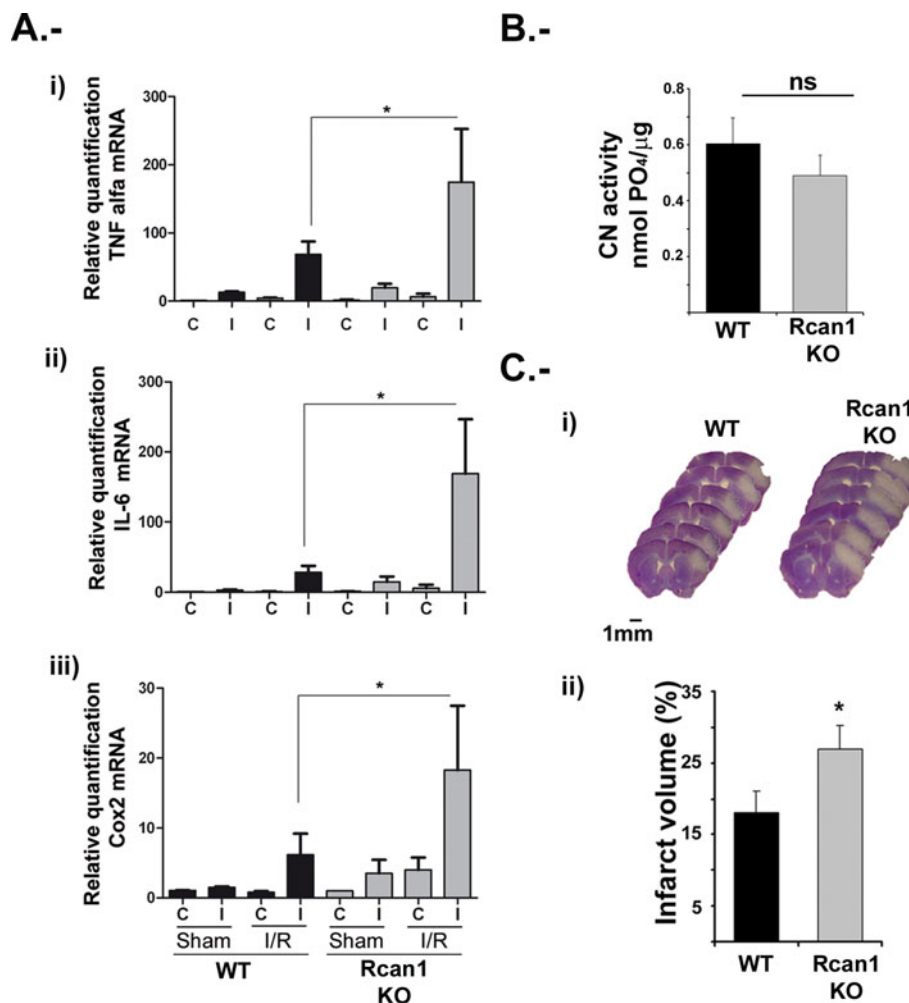 A.-
i)
Relative quantification
TNF alfa mRNA
300
200
100
0
*
C I C I C I C I
ii)
Relative quantification
IL-6 mRNA
300
200
100
0
*
C I C I C I C I
iii)
Relative quantification
Cox2 mRNA
30
20
10
0
*
C I C I C I C I
Sham I/R Sham I/R
WT Rcan1
KO
B.-
CN activity
nmol PO₄/µg
0.8
0.6
0.4
0.2
ns
WT Rcan1
KO
C.-
i)
WT Rcan1
KO
1mm
ii)
Infarct volume (%)
35
25
15
5
*
WT Rcan1
KO